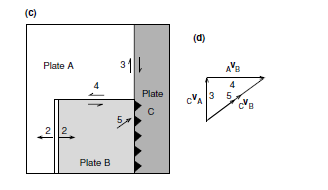 (c)
(d)
Plate A
3
4
Plate
C
5
2 2
Plate B
AVB
4
CVA
3 5
CVB